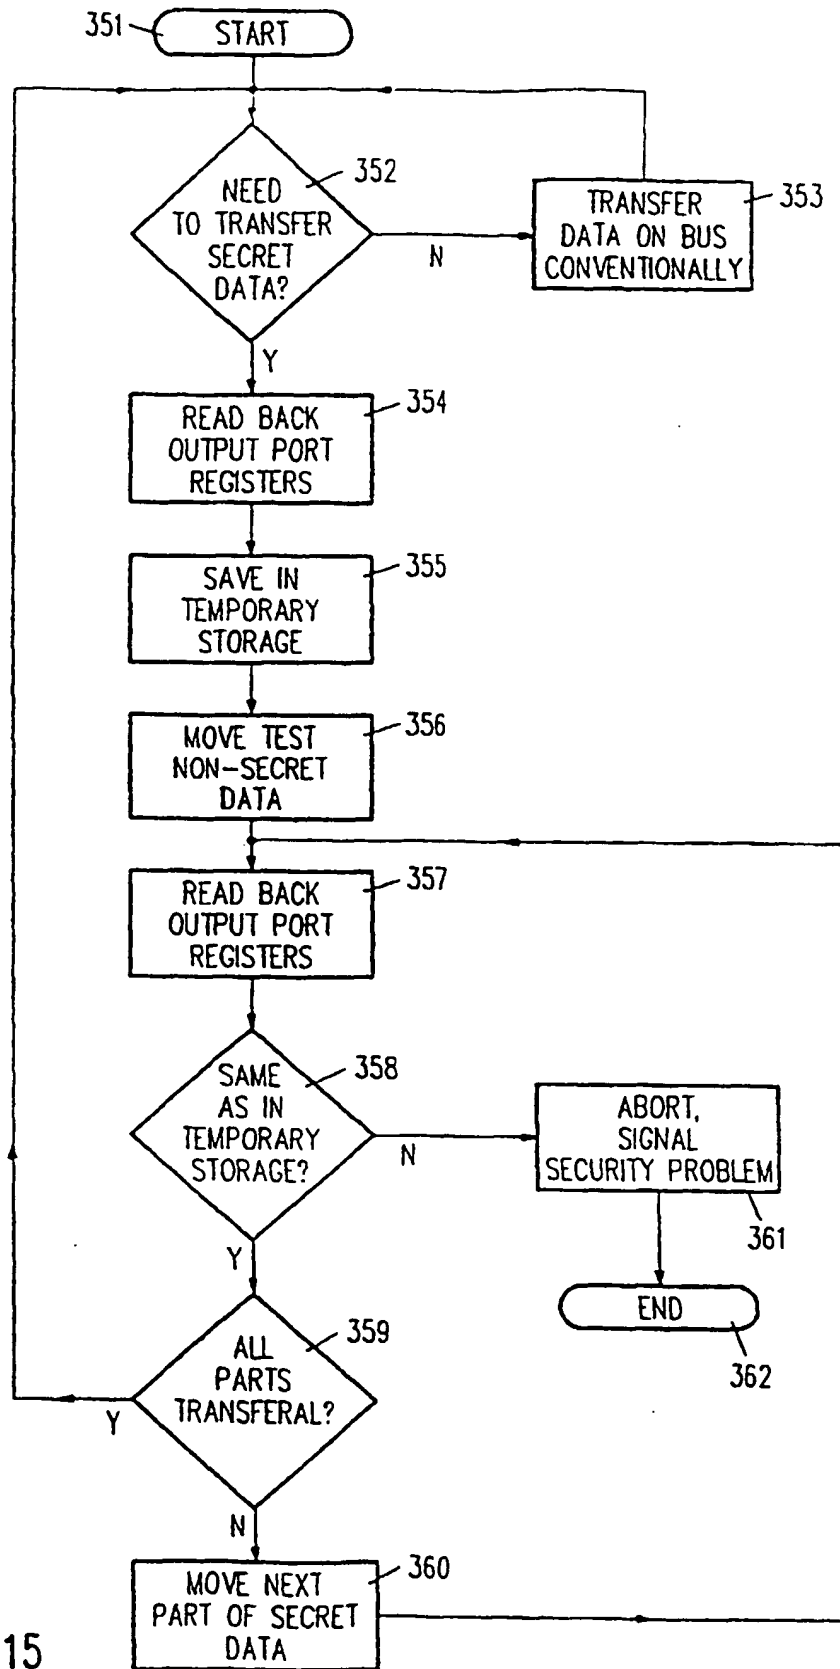 351
START
352
NEED
TO TRANSFER
SECRET
DATA?
N
Y
353
TRANSFER
DATA ON BUS
CONVENTIONALLY
354
READ BACK
OUTPUT PORT
REGISTERS
355
SAVE IN
TEMPORARY
STORAGE
356
MOVE TEST
NON-SECRET
DATA
357
READ BACK
OUTPUT PORT
REGISTERS
358
SAME
AS IN
TEMPORARY
STORAGE?
N
Y
ABORT,
SIGNAL
SECURITY PROBLEM
361
END
362
359
ALL
PARTS
TRANSFERAL?
Y
N
360
MOVE NEXT
PART OF SECRET
DATA
15